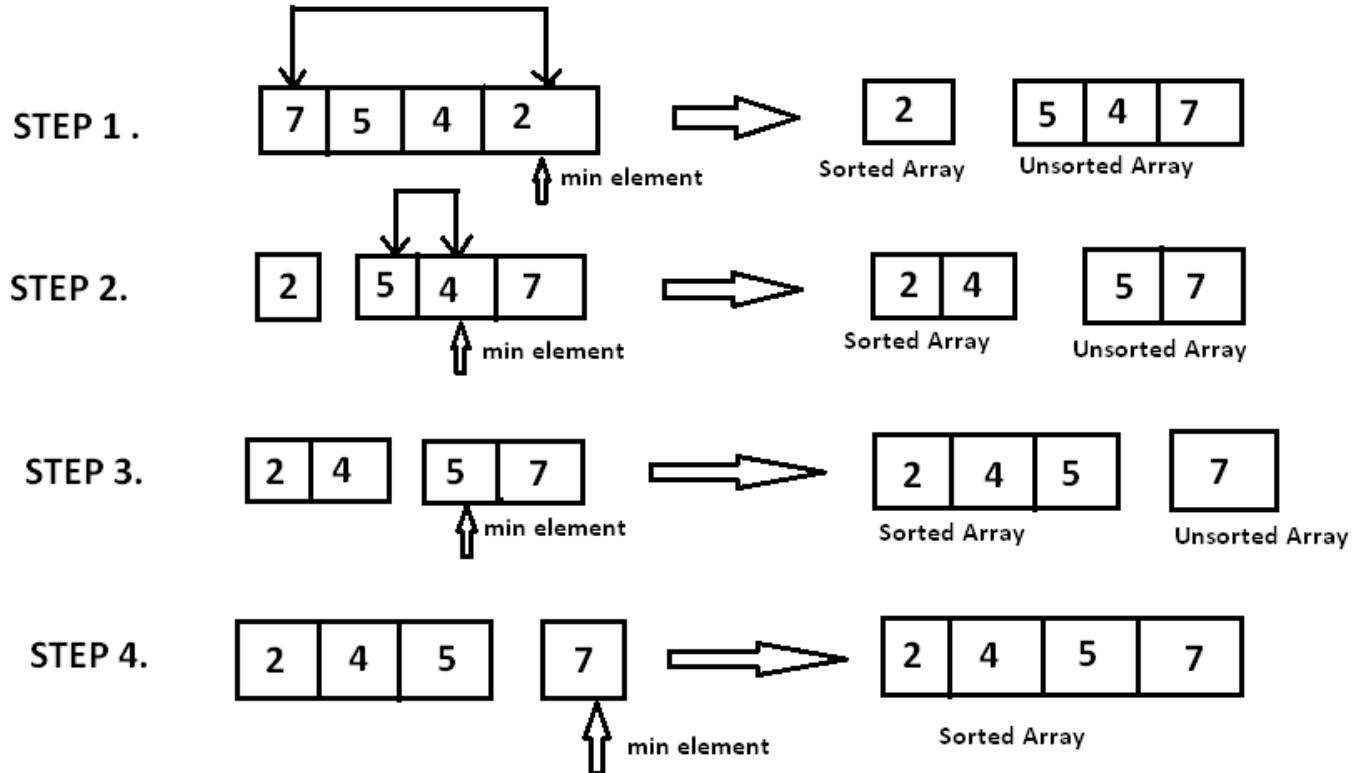 STEP 1 .
7 5 4 2
2
5 4 7
min element
Sorted Array
Unsorted Array
STEP 2.
2
5 4 7
2 4
5 7
min element
Sorted Array
Unsorted Array
STEP 3.
2 4
5 7
2 4 5
7
min element
Sorted Array
Unsorted Array
STEP 4.
2 4 5
7
2 4 5 7
min element
Sorted Array